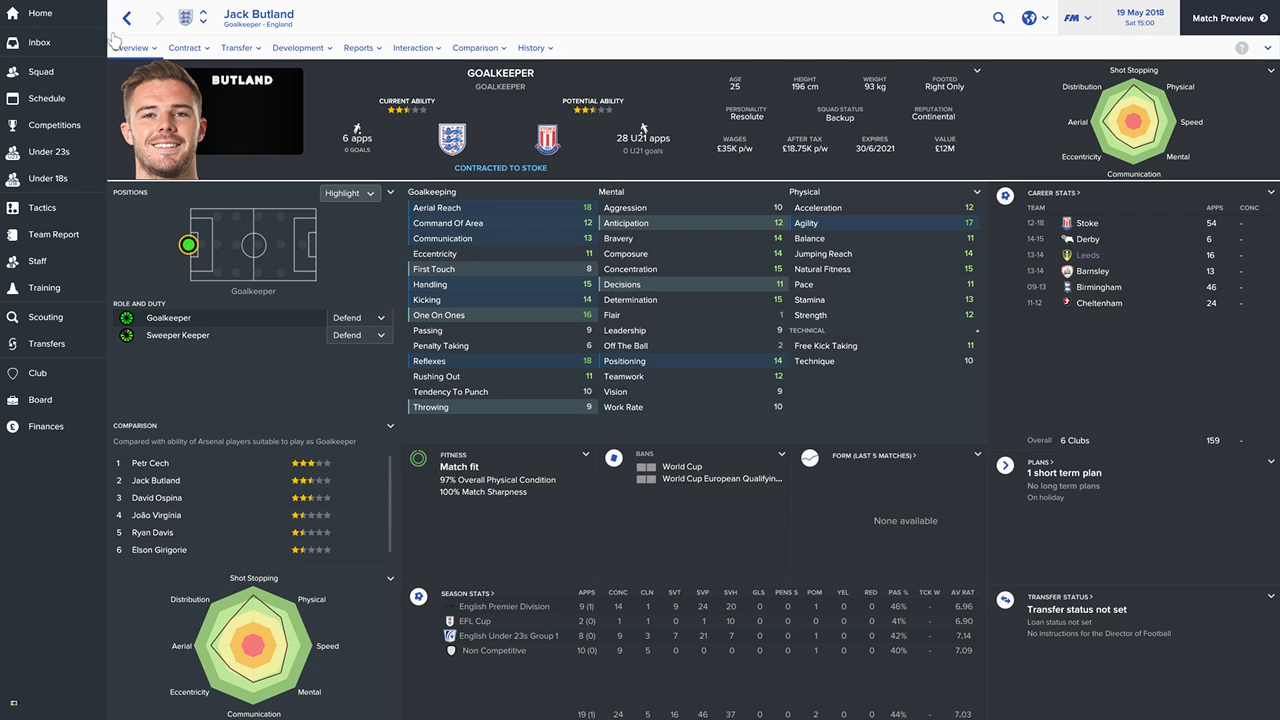 Home
Inbox
Squad
Schedule
Competitions
Under 23s
Under 18s
Tactics
Team Report
Staff
Training
Scouting
Transfers
Club
Board
Finances
Jack Butland
Goalkeeper - England
FM
19 May 2018
Sat 15:00
Match Preview
Overview Contract Transfer Development Reports Interaction Comparison History
?
BUTLAND
GOALKEEPER
GOALKEEPER
CURRENT ABILITY
POTENTIAL ABILITY
6 apps
0 GOALS
28 U21 apps
0 U21 goals
CONTRACTED TO STOKE
AGE HEIGHT WEIGHT FOOTED
25 196 cm 93 kg Right Only
PERSONALITY SQUAD STATUS REPUTATION
Resolute Backup Continental
WAGES AFTER TAX EXPIRES VALUE
£35K p/w £18.75K p/w 30/6/2021 £12M
Shot Stopping
Distribution Physical
Aerial Speed
Eccentricity Mental
Communication
POSITIONS
Highlight
Goalkeeper
ROLE AND DUTY
Goalkeeper Defend
Sweeper Keeper Defend
COMPARISON
Compared with ability of Arsenal players suitable to play as Goalkeeper
1 Petr Cech
2 Jack Butland
3 David Ospina
4 João Virgínia
5 Ryan Davis
6 Elson Girigorie
Shot Stopping
Distribution Physical
Aerial Speed
Eccentricity Mental
Communication
Goalkeeping
Aerial Reach 18
Command Of Area 12
Communication 13
Eccentricity 11
First Touch 8
Handling 15
Kicking 14
One On Ones 16
Passing 9
Penalty Taking 6
Reflexes 18
Rushing Out 11
Tendency To Punch 10
Throwing 9
Mental
Aggression 10
Anticipation 12
Bravery 14
Composure 14
Concentration 15
Decisions 11
Determination 15
Flair 1
Leadership 9
Off The Ball 2
Positioning 14
Teamwork 12
Vision 9
Work Rate 10
Physical
Acceleration 12
Agility 17
Balance 11
Jumping Reach 14
Natural Fitness 15
Pace 11
Stamina 13
Strength 12
TECHNICAL
Free Kick Taking 11
Technique 10
FITNESS
Match fit
97% Overall Physical Condition
100% Match Sharpness
BANS
World Cup
World Cup European Qualifyin...
FORM (LAST 5 MATCHES)
None available
SEASON STATS APPS CONC CLN SVT SVP SVH GLS PENS S POM YEL RED PAS % TCK W AV RAT
English Premier Division 9 (1) 14 1 9 24 20 0 0 1 0 0 46% - 6.96
EFL Cup 2 (0) 1 1 0 1 10 0 0 0 0 0 41% - 6.90
English Under 23s Group 1 8 (0) 9 3 7 21 7 0 0 1 0 0 42% - 7.14
Non Competitive 10 (0) 9 5 0 0 0 0 0 1 0 0 40% - 7.09
19 (1) 24 5 16 46 37 0 0 2 0 0 44% - 7.03
CAREER STATS
TEAM APPS CONC
12-18 Stoke 54 -
14-15 Derby 6 -
13-14 Leeds 16 -
13-14 Barnsley 13 -
09-13 Birmingham 46 -
11-12 Cheltenham 24 -
Overall 6 Clubs 159 -
PLANS
1 short term plan
No long term plans
On holiday
TRANSFER STATUS
Transfer status not set
Loan status not set
No instructions for the Director of Football